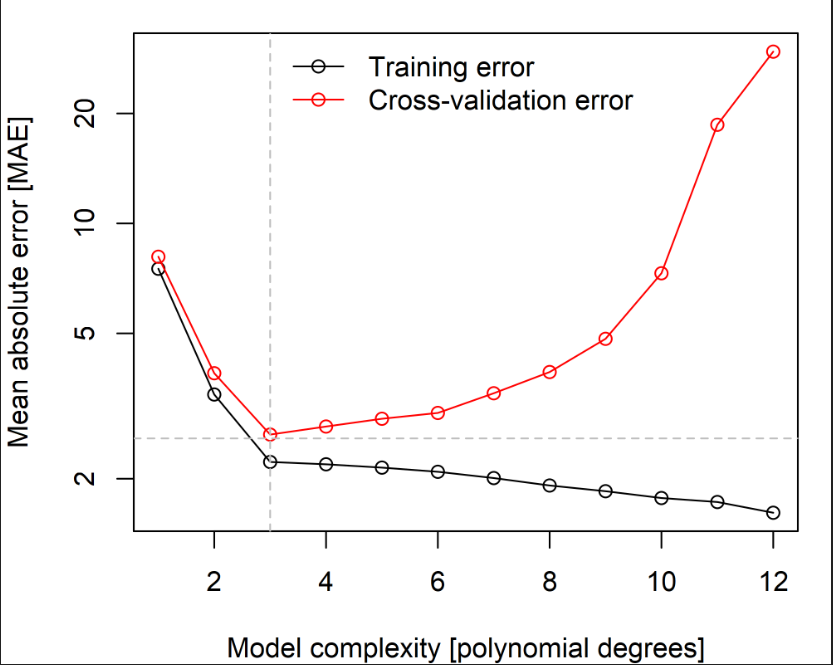 Training error
Cross-validation error
Mean absolute error [MAE]
20
10
5
2
2 4 6 8 10 12
Model complexity [polynomial degrees]